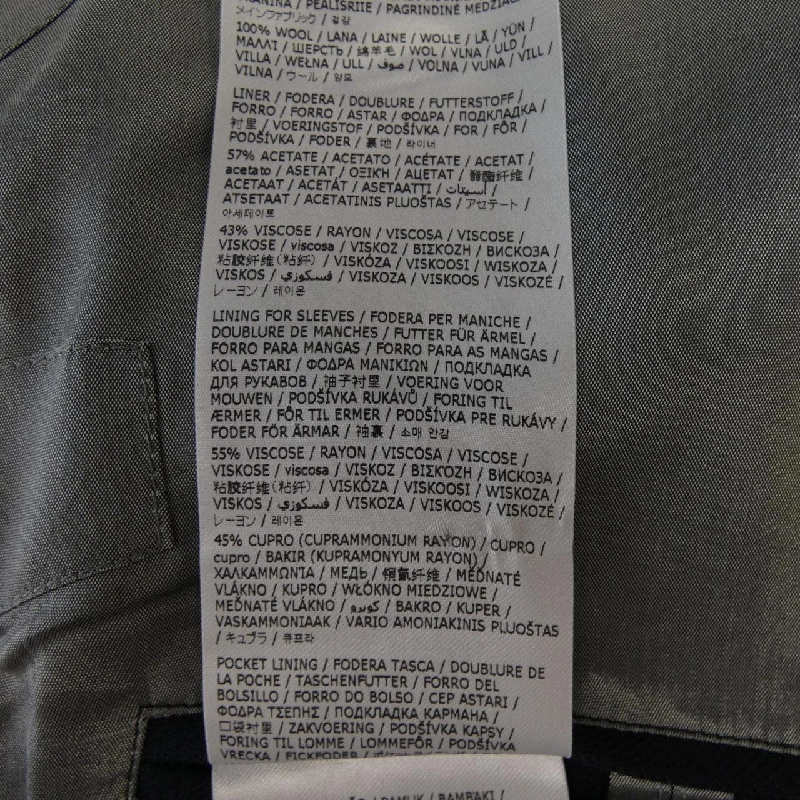 / PEALISRIIE / PAGRINDINĖ
メインファブリック / 겉감
100% WOOL / LANA / LAINE / WOLLE / LÃ / YÜN /
ΜΑΛΛΙ / ШЕРСТЬ / 绵羊毛 / WOL / VLNA / ULD /
VILLA / WEŁNA / ULL / صوف / VOLNA / VUNA / VILL /
VILNA / ウール / 양모
LINER / FODERA / DOUBLURE / FUTTERSTOFF /
FORRO / FORRO / ASTAR / ΦΟΔΡΑ / ПОДКЛАДКА /
衬里 / VOERINGSTOF / PODŠÍVKA / FOR / FÔR /
PODŠÍVKA / FODER / 裏地 / 라이너
57% ACETATE / ACETATO / ACÉTATE / ACETAT /
acetato / ASETAT / ΟΞΙΚΗ / АЦЕТАТ / 醋酯纤维 /
ACETAAT / ACETÁT / ASETAATTI / أسيتات /
ATSETAAT / ACETATINIS PLUOŠTAS / アセテート /
아세테이트
43% VISCOSE / RAYON / VISCOSA / VISCOSE /
VISKOSE / viscosa / VISKOZ / ΒΙΣΚΟΖΗ / ВИСКОЗА /
粘胶纤维(粘纤) / VISKÓZA / VISKOOSI / WISKOZA /
VISKOS / فسكوزي / VISKOZA / VISKOOS / VISKOZĖ /
レーヨン / 레이온
LINING FOR SLEEVES / FODERA PER MANICHE /
DOUBLURE DE MANCHES / FUTTER FÜR ÄRMEL /
FORRO PARA MANGAS / FORRO PARA AS MANGAS /
KOL ASTARI / ΦΟΔΡΑ ΜΑΝΙΚΙΩΝ / ПОДКЛАДКА
ДЛЯ РУКАВОВ / 袖子衬里 / VOERING VOOR
MOUWEN / PODŠÍVKA RUKÁVŮ / FORING TIL
ÆRMER / FÔR TIL ERMER / PODŠÍVKA PRE RUKÁVY /
FODER FÖR ÄRMAR / 袖裏 / 소매 안감
55% VISCOSE / RAYON / VISCOSA / VISCOSE /
VISKOSE / viscosa / VISKOZ / ΒΙΣΚΟΖΗ / ВИСКОЗА /
粘胶纤维(粘纤) / VISKÓZA / VISKOOSI / WISKOZA /
VISKOS / فسكوزي / VISKOZA / VISKOOS / VISKOZĖ /
レーヨン / 레이온
45% CUPRO (CUPRAMMONIUM RAYON) / CUPRO /
cupro / BAKIR (KUPRAMONYUM RAYON) /
ΧΑΛΚΑΜΜΩΝΊΑ / МЕДЬ / 铜氨纤维 / MĚDNATÉ
VLÁKNO / KUPRO / WŁÓKNO MIEDZIOWE /
MEĎNATÉ VLÁKNO / كوبرو / BAKRO / KUPER /
VASKAMMONIAAK / VARIO AMONIAKINIS PLUOŠTAS
/ キュプラ / 큐프라
POCKET LINING / FODERA TASCA / DOUBLURE DE
LA POCHE / TASCHENFUTTER / FORRO DEL
BOLSILLO / FORRO DO BOLSO / CEP ASTARI /
ΦΟΔΡΑ ΤΣΕΠΗΣ / ПОДКЛАДКА КАРМАНА /
口袋衬里 / ZAKVOERING / PODŠÍVKA KAPSY /
FORING TIL LOMME / LOMMEFÔR / PODŠÍVKA
VRECKA / FICKFODER /
/ PAMUK / ΒΑΜΒΑΚΙ /